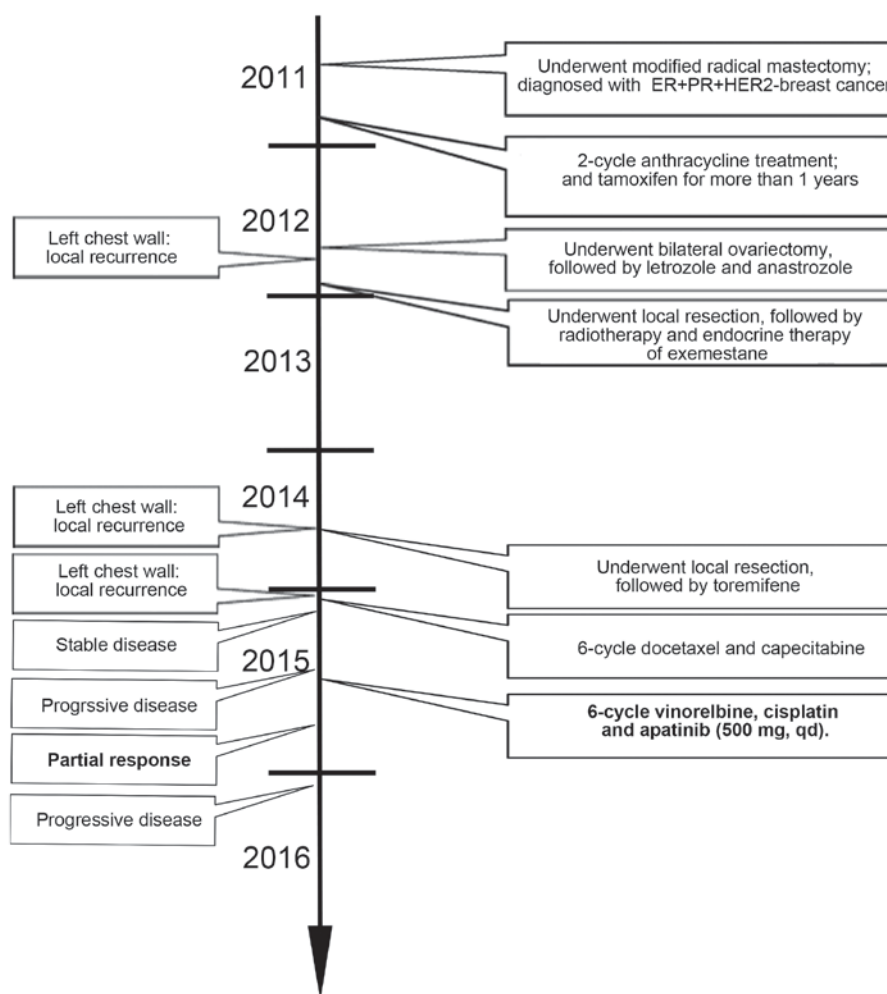 2011
Underwent modified radical mastectomy;
diagnosed with ER+PR+HER2-breast cancer
2-cycle anthracycline treatment;
and tamoxifen for more than 1 years
2012
Left chest wall:
local recurrence
Underwent bilateral ovariectomy,
followed by letrozole and anastrozole
Underwent local resection, followed by
radiotherapy and endocrine therapy
of exemestane
2013
2014
Left chest wall:
local recurrence
Underwent local resection,
followed by toremifene
Left chest wall:
local recurrence
Stable disease
6-cycle docetaxel and capecitabine
2015
Progrssive disease
6-cycle vinorelbine, cisplatin
and apatinib (500 mg, qd).
Partial response
Progressive disease
2016